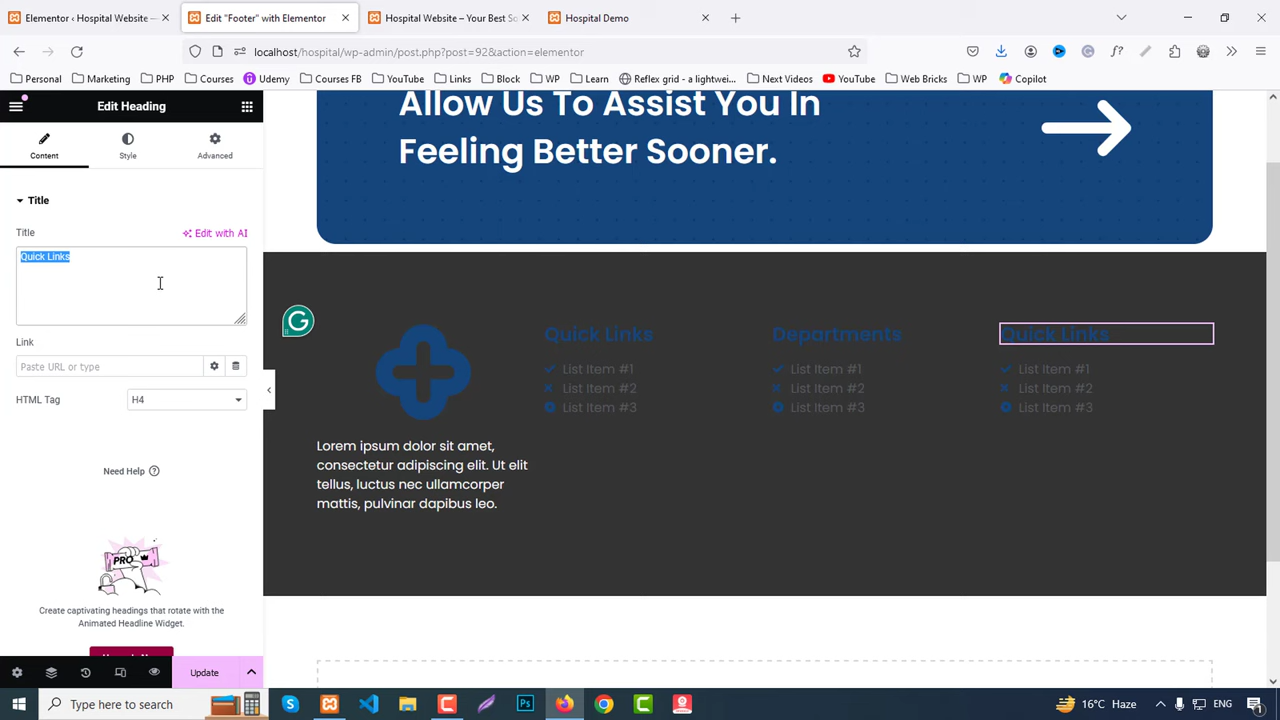 Elementor ‹ Hospital Website —
Edit "Footer" with Elementor
Hospital Website – Your Best So
Hospital Demo
localhost/hospital/wp-admin/post.php?post=92&action=elementor
Personal
Marketing
PHP
Courses
Udemy
Courses FB
YouTube
Links
Block
WP
Learn
Reflex grid - a lightwei...
Next Videos
YouTube
Web Bricks
WP
Copilot
Edit Heading
Content
Style
Advanced
Title
Title
Edit with AI
Quick Links
Link
Paste URL or type
HTML Tag
H4
Need Help
PRO
Create captivating headings that rotate with the
Animated Headline Widget.
Update
Allow Us To Assist You In
Feeling Better Sooner.
Lorem ipsum dolor sit amet,
consectetur adipiscing elit. Ut elit
tellus, luctus nec ullamcorper
mattis, pulvinar dapibus leo.
Quick Links
List Item #1
List Item #2
List Item #3
Departments
List Item #1
List Item #2
List Item #3
Quick Links
List Item #1
List Item #2
List Item #3
Type here to search
16°C Haze
ENG